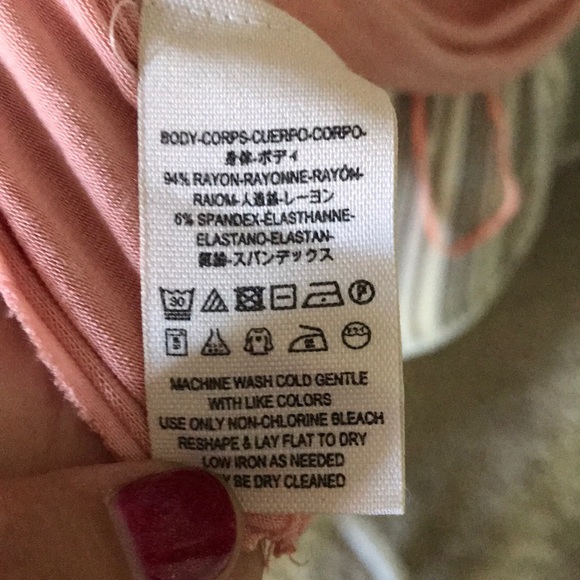 BODY-CORPS-CUERPO-CORPO-
身体-ボディ
94% RAYON-RAYONNE-RAYÓN-
RAIOM-人造絲-レーヨン
6% SPANDEX-ÉLASTHANNE-
ELASTANO-ELASTAN-
スパンデックス
30
P
MACHINE WASH COLD GENTLE
WITH LIKE COLORS
USE ONLY NON-CHLORINE BLEACH
RESHAPE & LAY FLAT TO DRY
LOW IRON AS NEEDED
Y BE DRY CLEANED